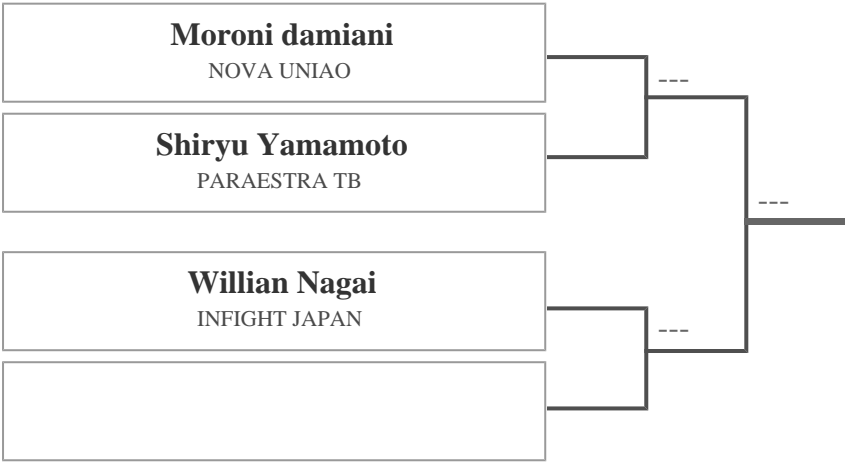 Moroni damiani
NOVA UNIAO
---
Shiryu Yamamoto
PARAESTRA TB
---
Willian Nagai
INFIGHT JAPAN
---